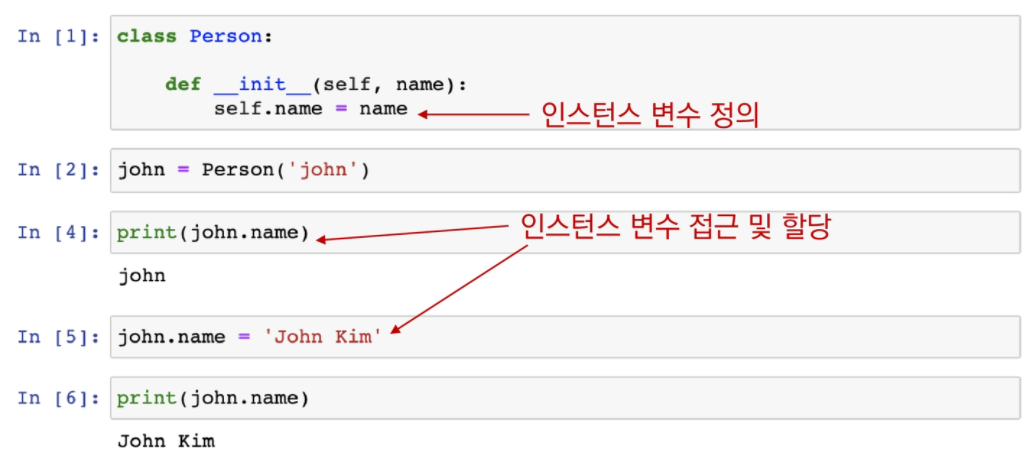 In [1]: class Person:
def __init__(self, name):
self.name = name
인스턴스 변수 정의
In [2]: john = Person('john')
In [4]: print(john.name)
인스턴스 변수 접근 및 할당
john
In [5]: john.name = 'John Kim'
In [6]: print(john.name)
John Kim